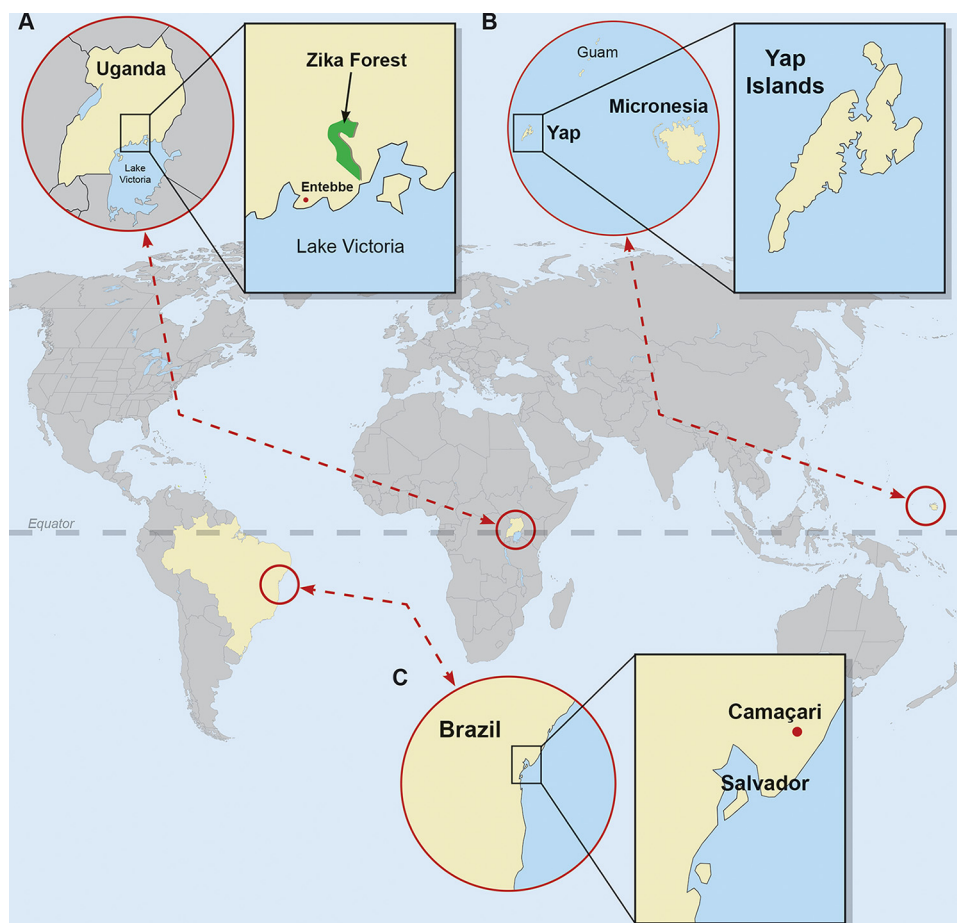 A
Uganda
Lake
Victoria
Zika Forest
Entebbe
Lake Victoria
B
Guam
Micronesia
Yap
Yap
Islands
Equator
C
Brazil
Camaçari
Salvador